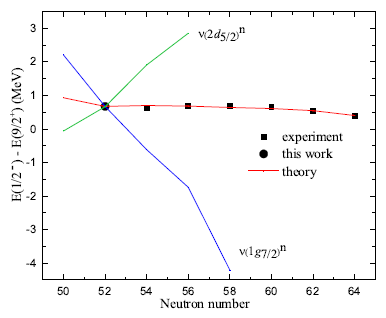 3
2
1
0
-1
-2
-3
-4
E(1/2⁻) - E(9/2⁺) (MeV)
ν(2d5/2)ⁿ
experiment
this work
theory
ν(1g7/2)ⁿ
50 52 54 56 58 60 62 64
Neutron number